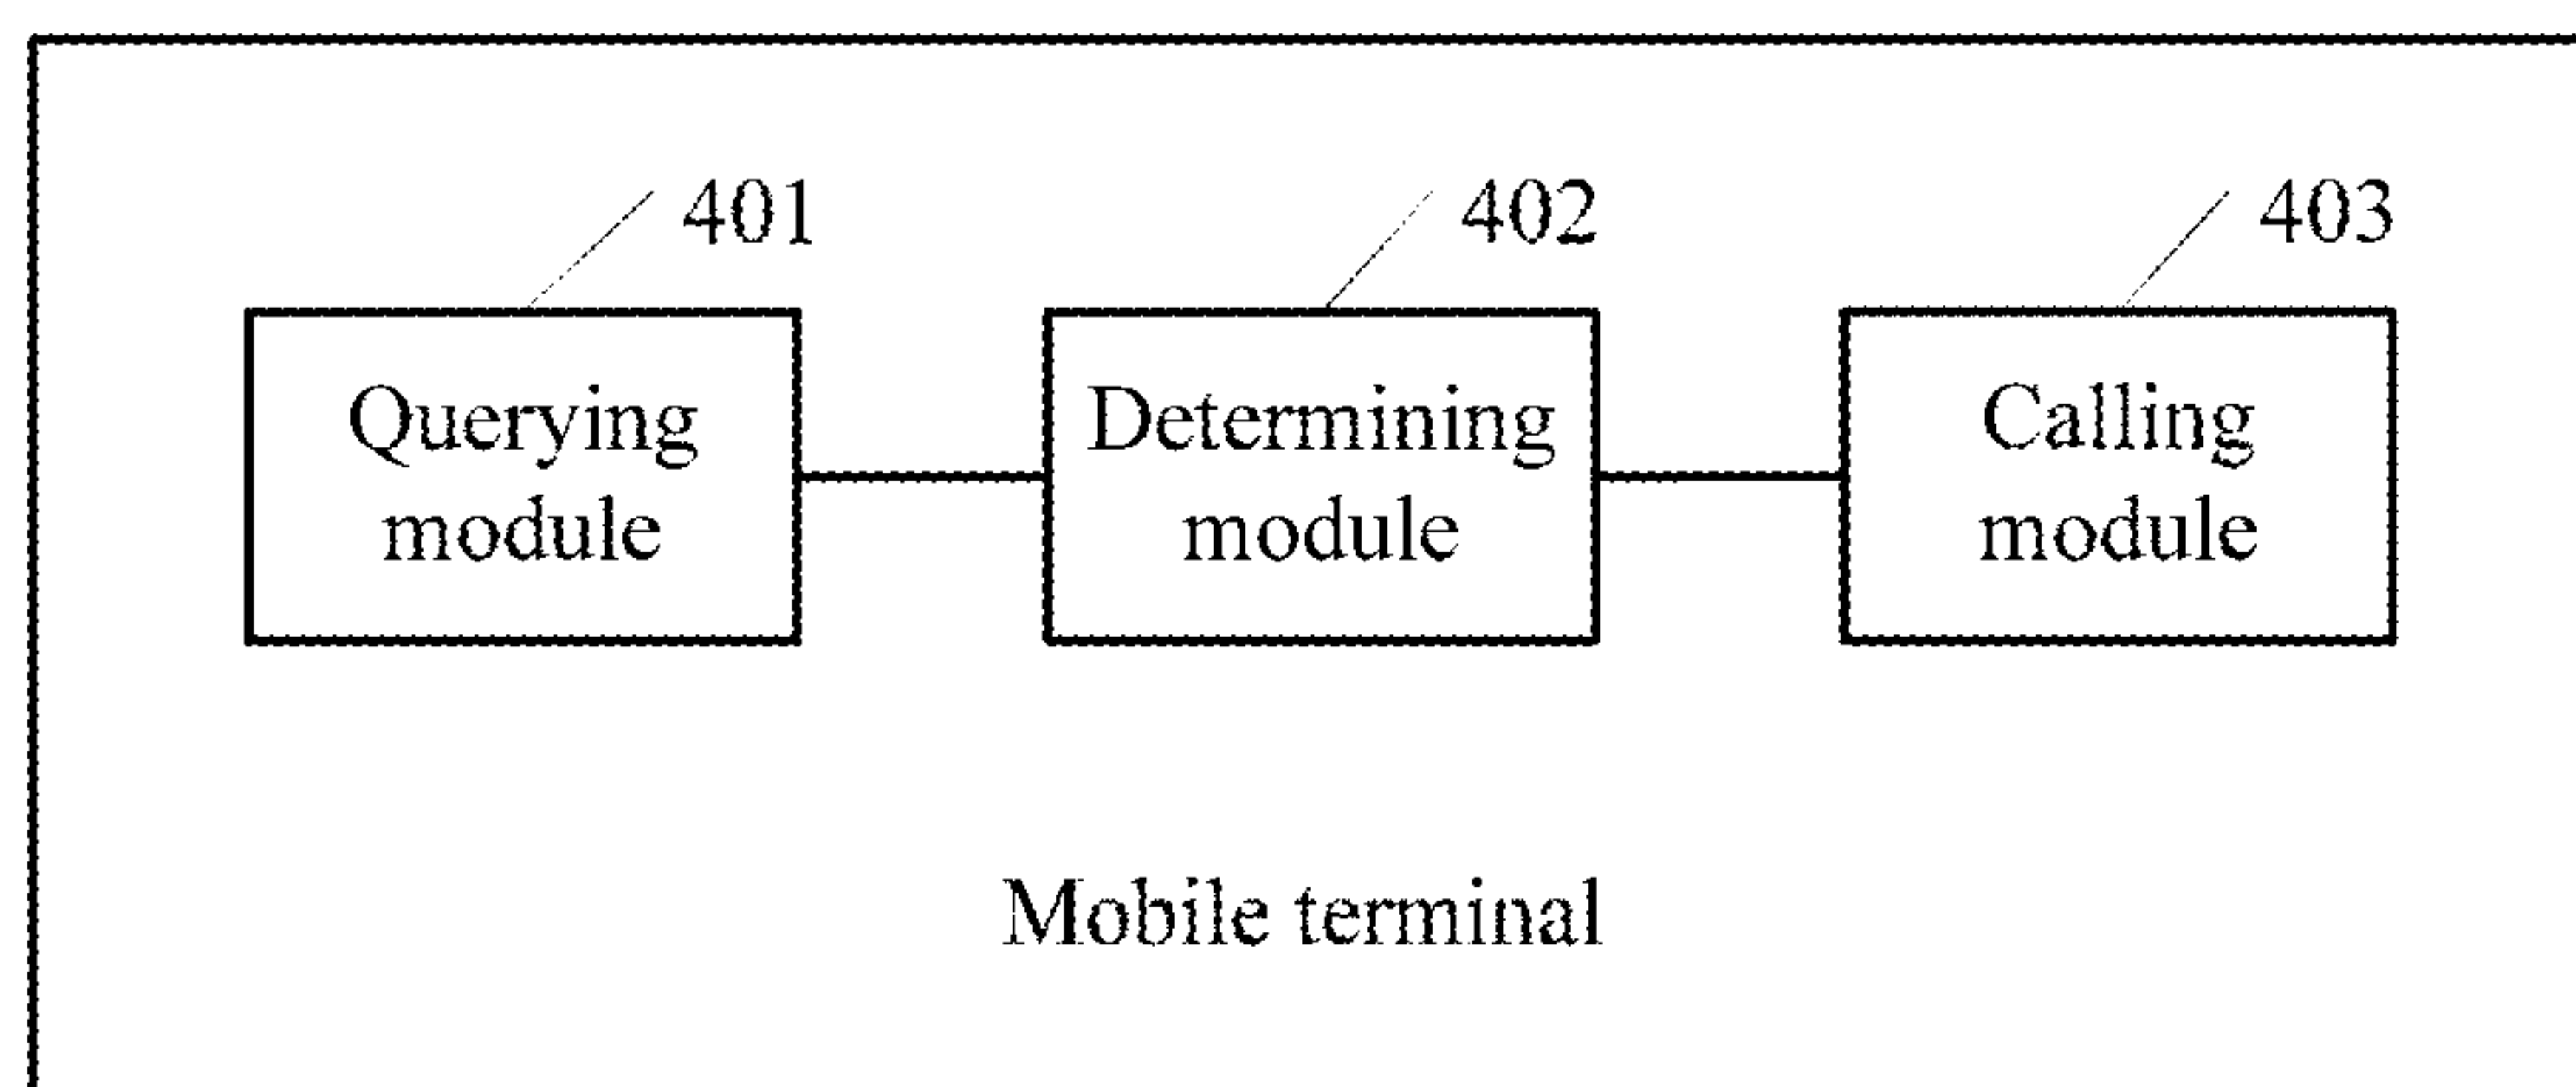 401
402
403
Querying
module
Determining
module
Calling
module
Mobile terminal